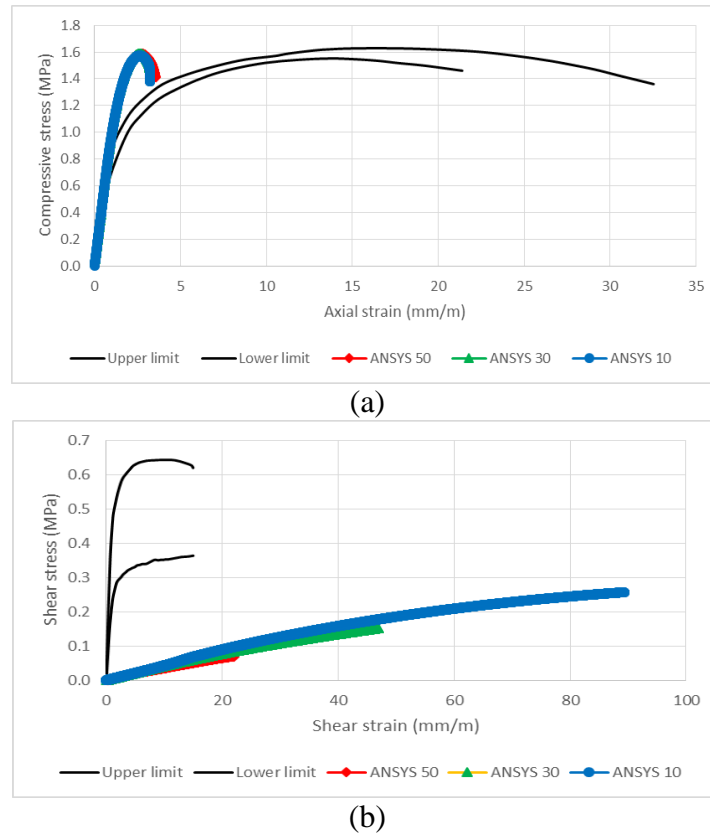 1.8
1.6
1.4
1.2
1.0
0.8
0.6
0.4
0.2
0.0
Compressive stress (MPa)
0 5 10 15 20 25 30 35
Axial strain (mm/m)
Upper limit Lower limit ANSYS 50 ANSYS 30 ANSYS 10
(a)
0.7
0.6
0.5
0.4
0.3
0.2
0.1
0.0
Shear stress (MPa)
0 20 40 60 80 100
Shear strain (mm/m)
Upper limit Lower limit ANSYS 50 ANSYS 30 ANSYS 10
(b)